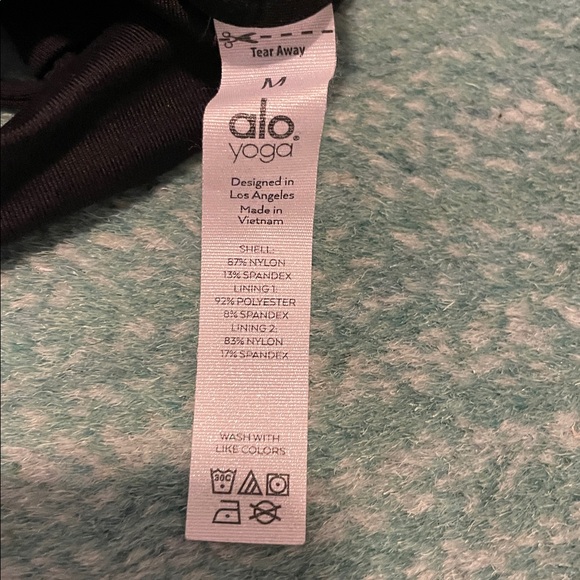 Tear Away
M
alo®
yoga
Designed in
Los Angeles
Made in
Vietnam
SHELL:
87% NYLON
13% SPANDEX
LINING 1:
92% POLYESTER
8% SPANDEX
LINING 2:
83% NYLON
17% SPANDEX
WASH WITH
LIKE COLORS
30C